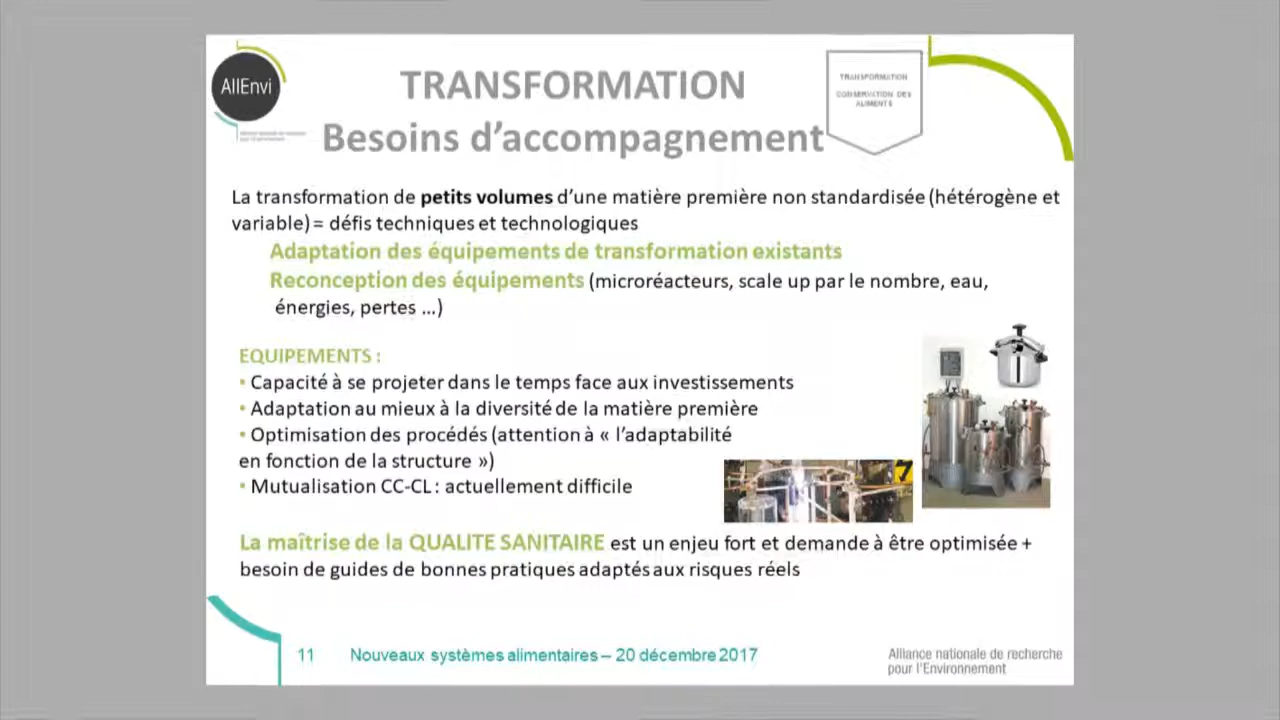 AllEnvi
TRANSFORMATION
Besoins d'accompagnement
TRANSFORMATION
CONSERVATION DES
ALIMENTS
La transformation de petits volumes d'une matière première non standardisée (hétérogène et
variable) = défis techniques et technologiques
Adaptation des équipements de transformation existants
Reconception des équipements (microréacteurs, scale up par le nombre, eau,
énergies, pertes ...)
EQUIPEMENTS :
• Capacité à se projeter dans le temps face aux investissements
• Adaptation au mieux à la diversité de la matière première
• Optimisation des procédés (attention à « l'adaptabilité
en fonction de la structure »)
• Mutualisation CC-CL : actuellement difficile
7
La maîtrise de la QUALITE SANITAIRE est un enjeu fort et demande à être optimisée +
besoin de guides de bonnes pratiques adaptés aux risques réels
11 Nouveaux systèmes alimentaires – 20 décembre 2017
Alliance nationale de recherche
pour l'Environnement